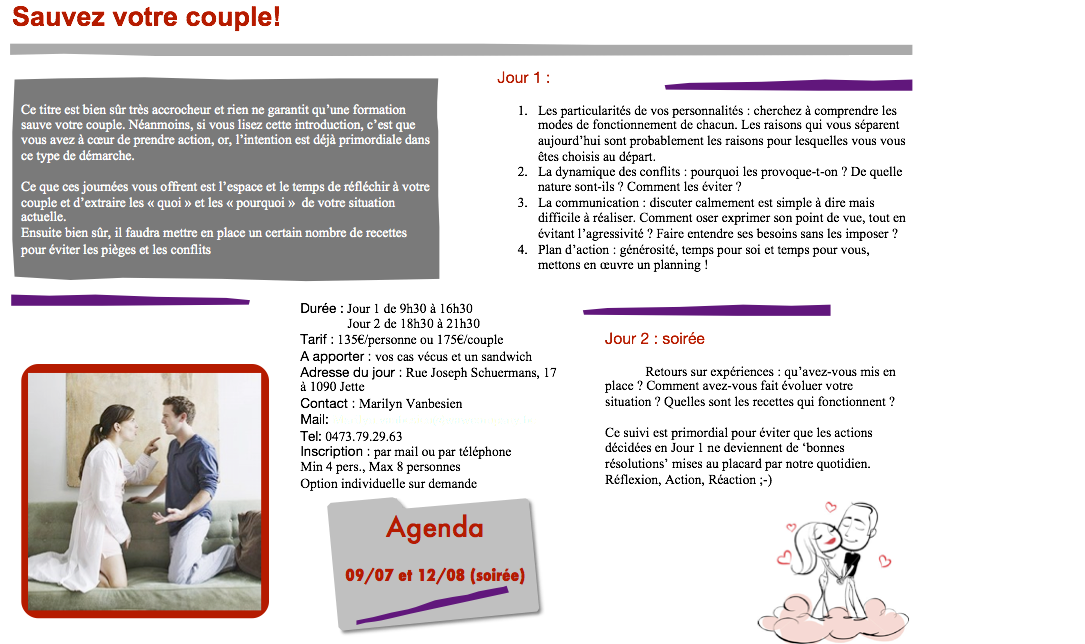 Sauvez votre couple!
Ce titre est bien sûr très accrocheur et rien ne garantit qu’une formation
sauve votre couple. Néanmoins, si vous lisez cette introduction, c’est que
vous avez à cœur de prendre action, or, l’intention est déjà primordiale dans
ce type de démarche.
Ce que ces journées vous offrent est l’espace et le temps de réfléchir à votre
couple et d’extraire les « quoi » et les « pourquoi »  de votre situation
actuelle.
Ensuite bien sûr, il faudra mettre en place un certain nombre de recettes
pour éviter les pièges et les conflits
Jour 1 :
1. Les particularités de vos personnalités : cherchez à comprendre les
modes de fonctionnement de chacun. Les raisons qui vous séparent
aujourd’hui sont probablement les raisons pour lesquelles vous vous
êtes choisis au départ.
2. La dynamique des conflits : pourquoi les provoque-t-on ? De quelle
nature sont-ils ? Comment les éviter ?
3. La communication : discuter calmement est simple à dire mais
difficile à réaliser. Comment oser exprimer son point de vue, tout en
évitant l’agressivité ? Faire entendre ses besoins sans les imposer ?
4. Plan d’action : générosité, temps pour soi et temps pour vous,
mettons en œuvre un planning !
Durée : Jour 1 de 9h30 à 16h30
Jour 2 de 18h30 à 21h30
Tarif : 135€/personne ou 175€/couple
A apporter : vos cas vécus et un sandwich
Adresse du jour : Rue Joseph Schuermans, 17
à 1090 Jette
Contact : Marilyn Vanbesien
Mail:
Tel: 0473.79.29.63
Inscription : par mail ou par téléphone
Min 4 pers., Max 8 personnes
Option individuelle sur demande
Jour 2 : soirée
Retours sur expériences : qu’avez-vous mis en
place ? Comment avez-vous fait évoluer votre
situation ? Quelles sont les recettes qui fonctionnent ?
Ce suivi est primordial pour éviter que les actions
décidées en Jour 1 ne deviennent de ‘bonnes
résolutions’ mises au placard par notre quotidien.
Réflexion, Action, Réaction ;-)
Agenda
09/07 et 12/08 (soirée)